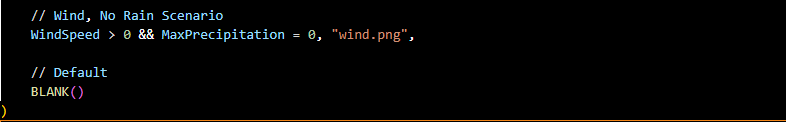 // Wind, No Rain Scenario
WindSpeed > 0 && MaxPrecipitation = 0, "wind.png",
// Default
BLANK()
)